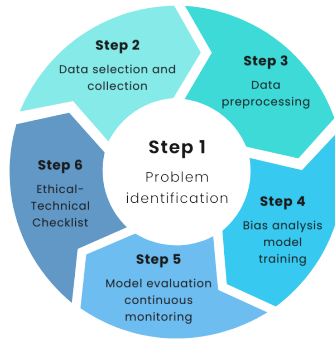 Step 1
Problem
identification
Step 2
Data selection and
collection
Step 3
Data
preprocessing
Step 4
Bias analysis
model
training
Step 5
Model evaluation
continuous
monitoring
Step 6
Ethical-
Technical
Checklist